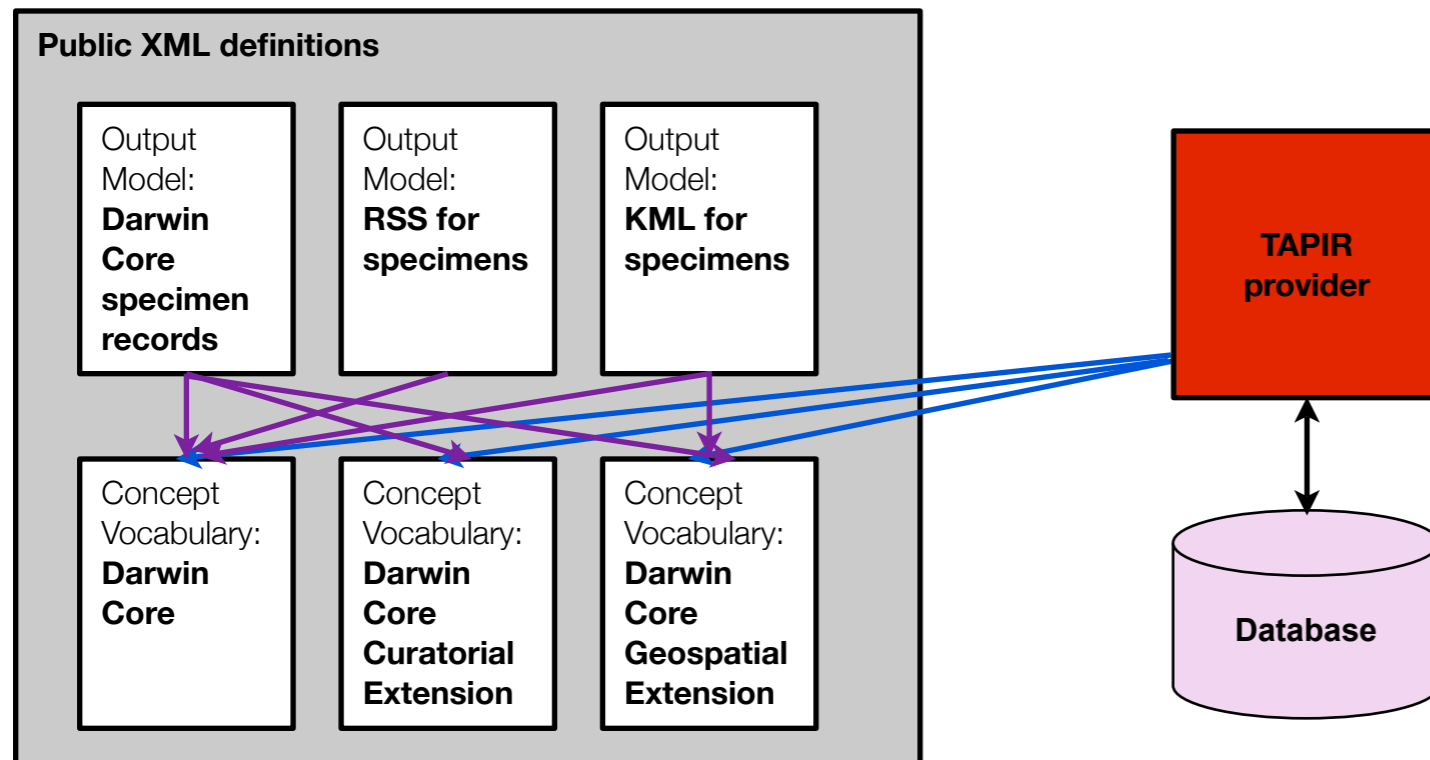 Public XML definitions
Output
Model:
Darwin
Core
specimen
records
Output
Model:
RSS for
specimens
Output
Model:
KML for
specimens
TAPIR
provider
Concept
Vocabulary:
Darwin
Core
Concept
Vocabulary:
Darwin
Core
Curatorial
Extension
Concept
Vocabulary:
Darwin
Core
Geospatial
Extension
Database